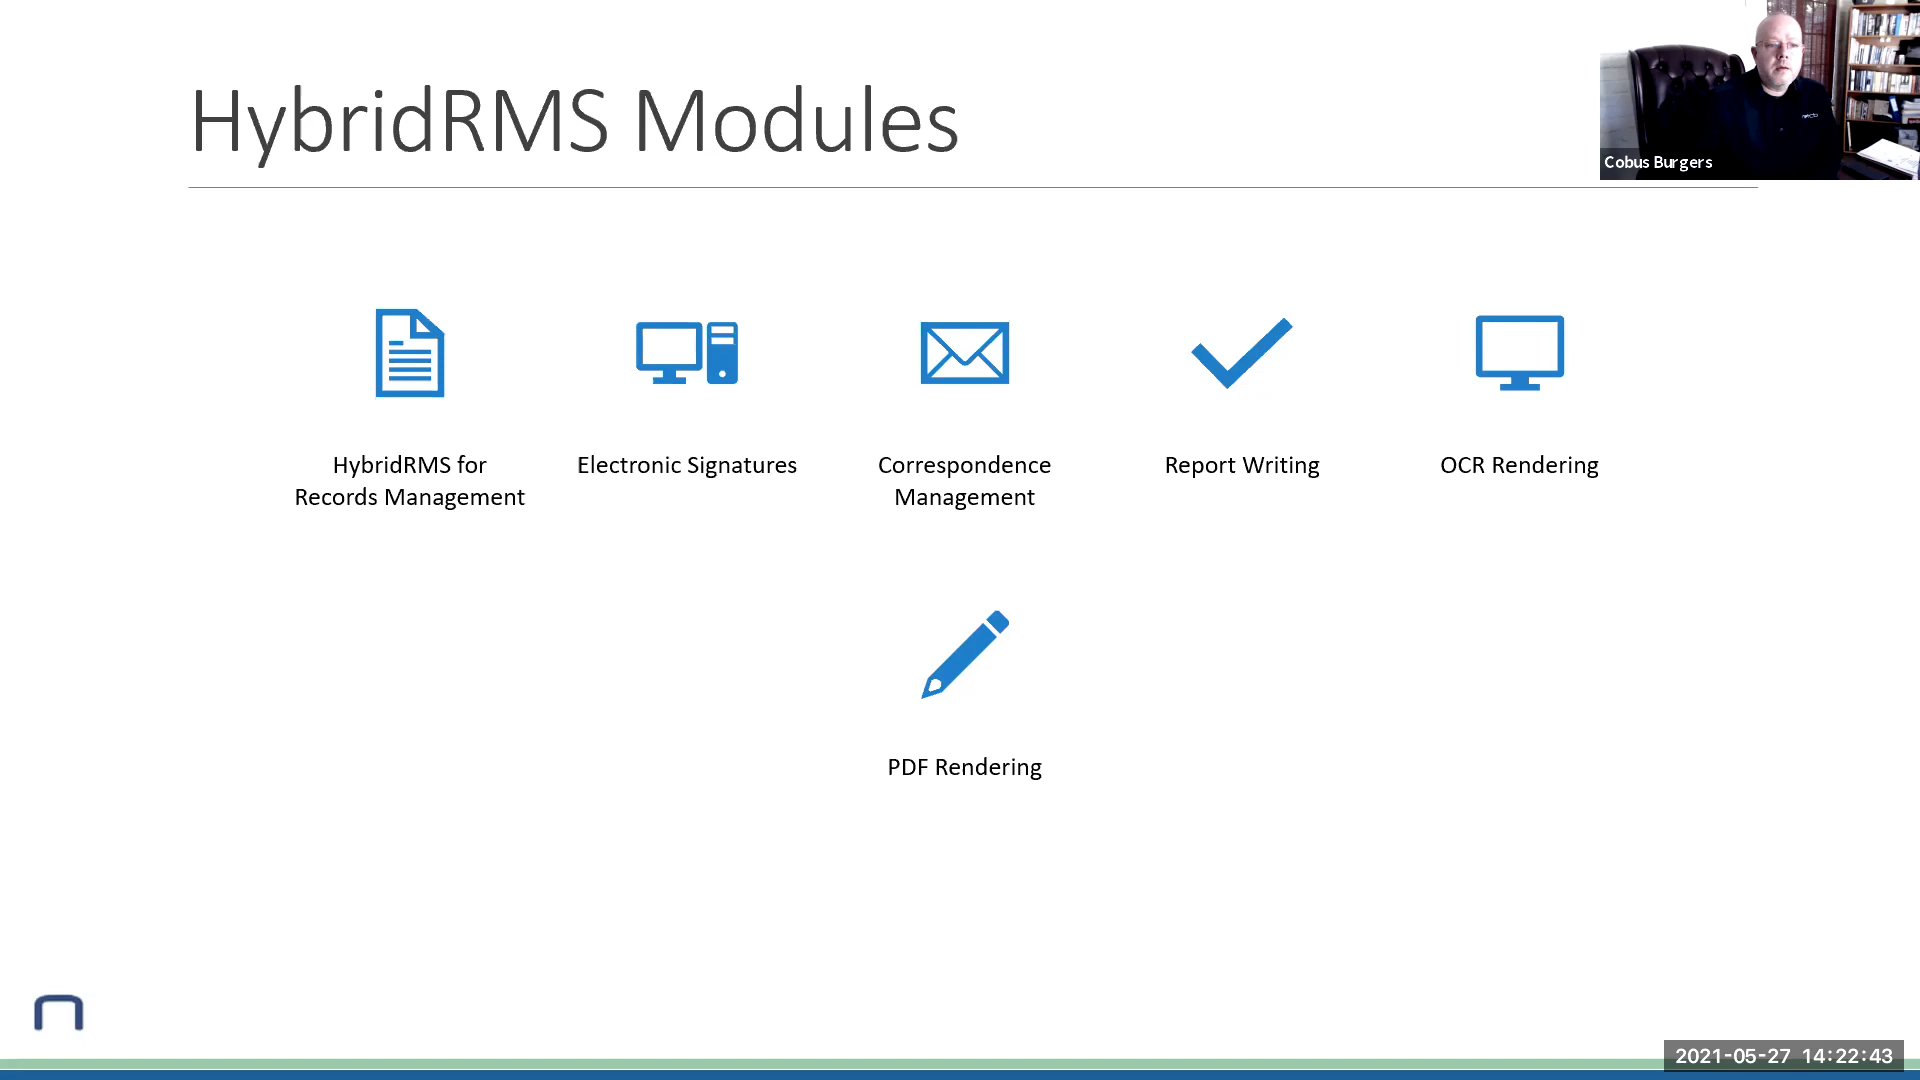 HybridRMS Modules
Cobus Burgers
HybridRMS for
Records Management
Electronic Signatures
Correspondence
Management
Report Writing
OCR Rendering
PDF Rendering
2021-05-27 14:22:43